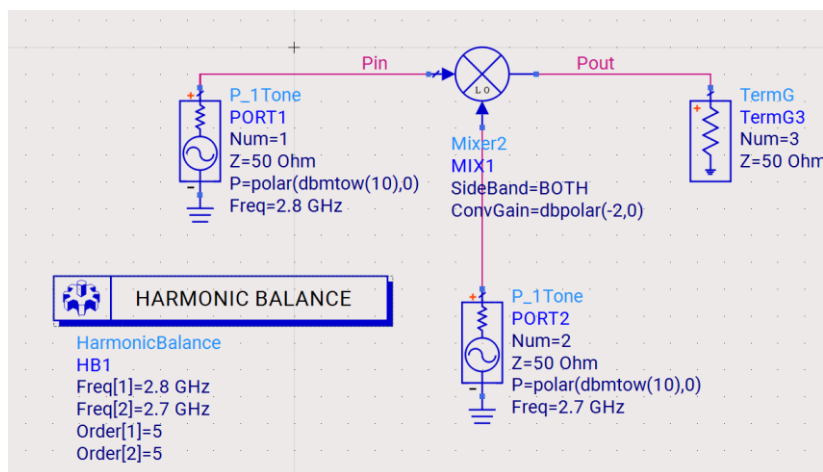 Pin
Pout
P_1Tone
PORT1
Num=1
Z=50 Ohm
P=polar(dbmtow(10),0)
Freq=2.8 GHz
+
-
LO
Mixer2
MIX1
SideBand=BOTH
ConvGain=dbpolar(-2,0)
TermG
TermG3
Num=3
Z=50 Ohm
+
HARMONIC BALANCE
HarmonicBalance
HB1
Freq[1]=2.8 GHz
Freq[2]=2.7 GHz
Order[1]=5
Order[2]=5
P_1Tone
PORT2
Num=2
Z=50 Ohm
P=polar(dbmtow(10),0)
Freq=2.7 GHz
+
-